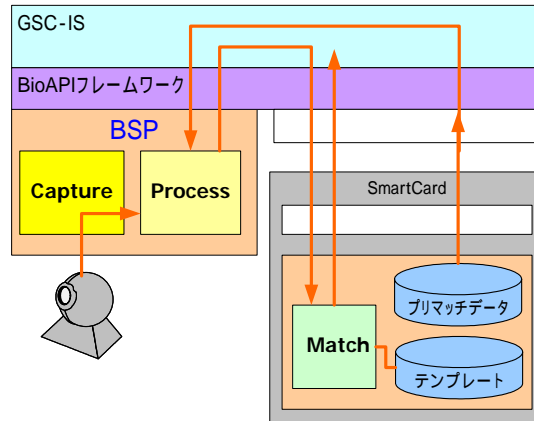 GSC-IS
BioAPIフレームワーク
BSP
Capture
Process
SmartCard
プリマッチデータ
Match
テンプレート